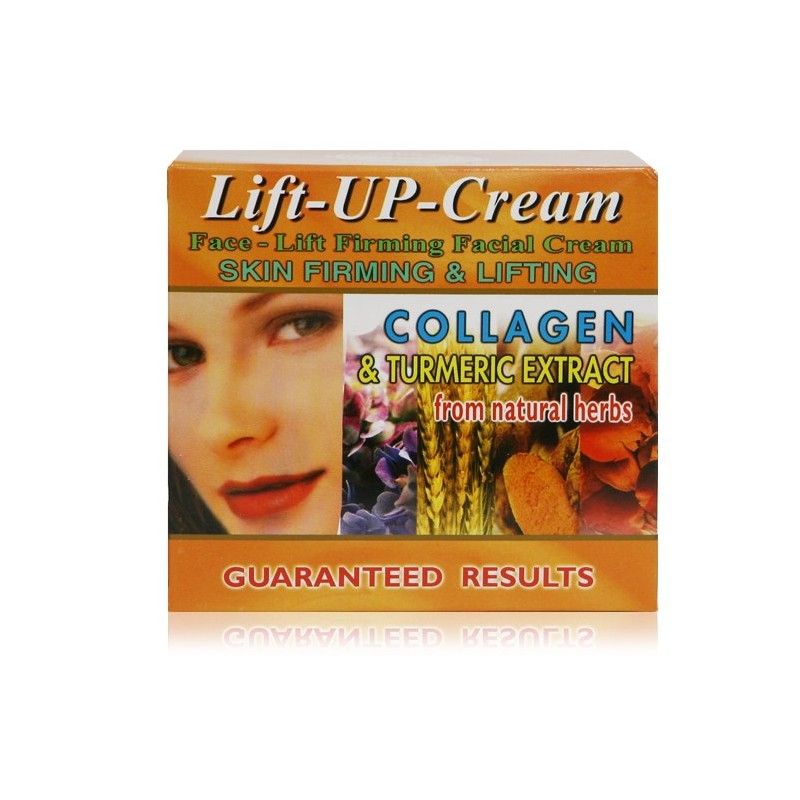 Lift-UP-Cream
Face - Lift Firming Facial Cream
SKIN FIRMING & LIFTING
COLLAGEN
& TURMERIC EXTRACT
from natural herbs
GUARANTEED RESULTS